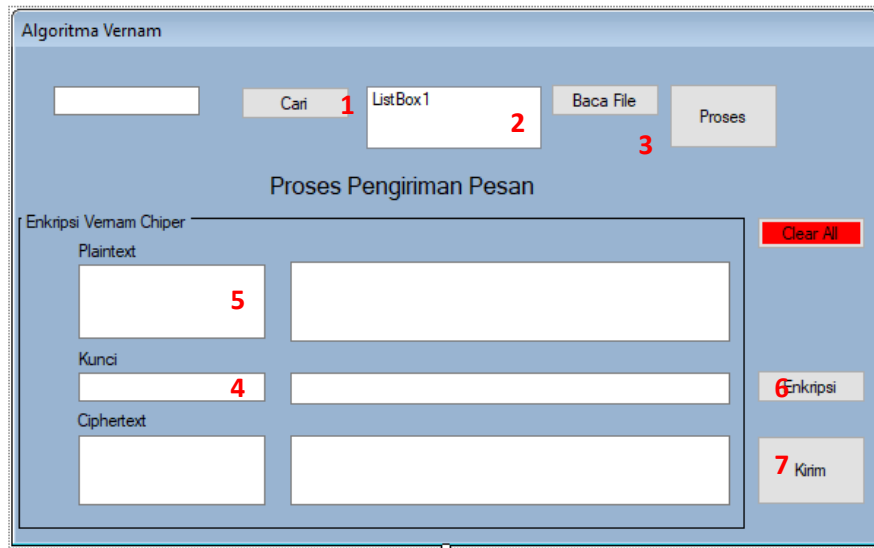 Algoritma Vernam
Cari 1 ListBox1 2 Baca File 3 Proses
Proses Pengiriman Pesan
Enkripsi Vernam Chiper
Clear All
Plaintext
5
Kunci
4
6 Enkripsi
Ciphertext
7 Kirim